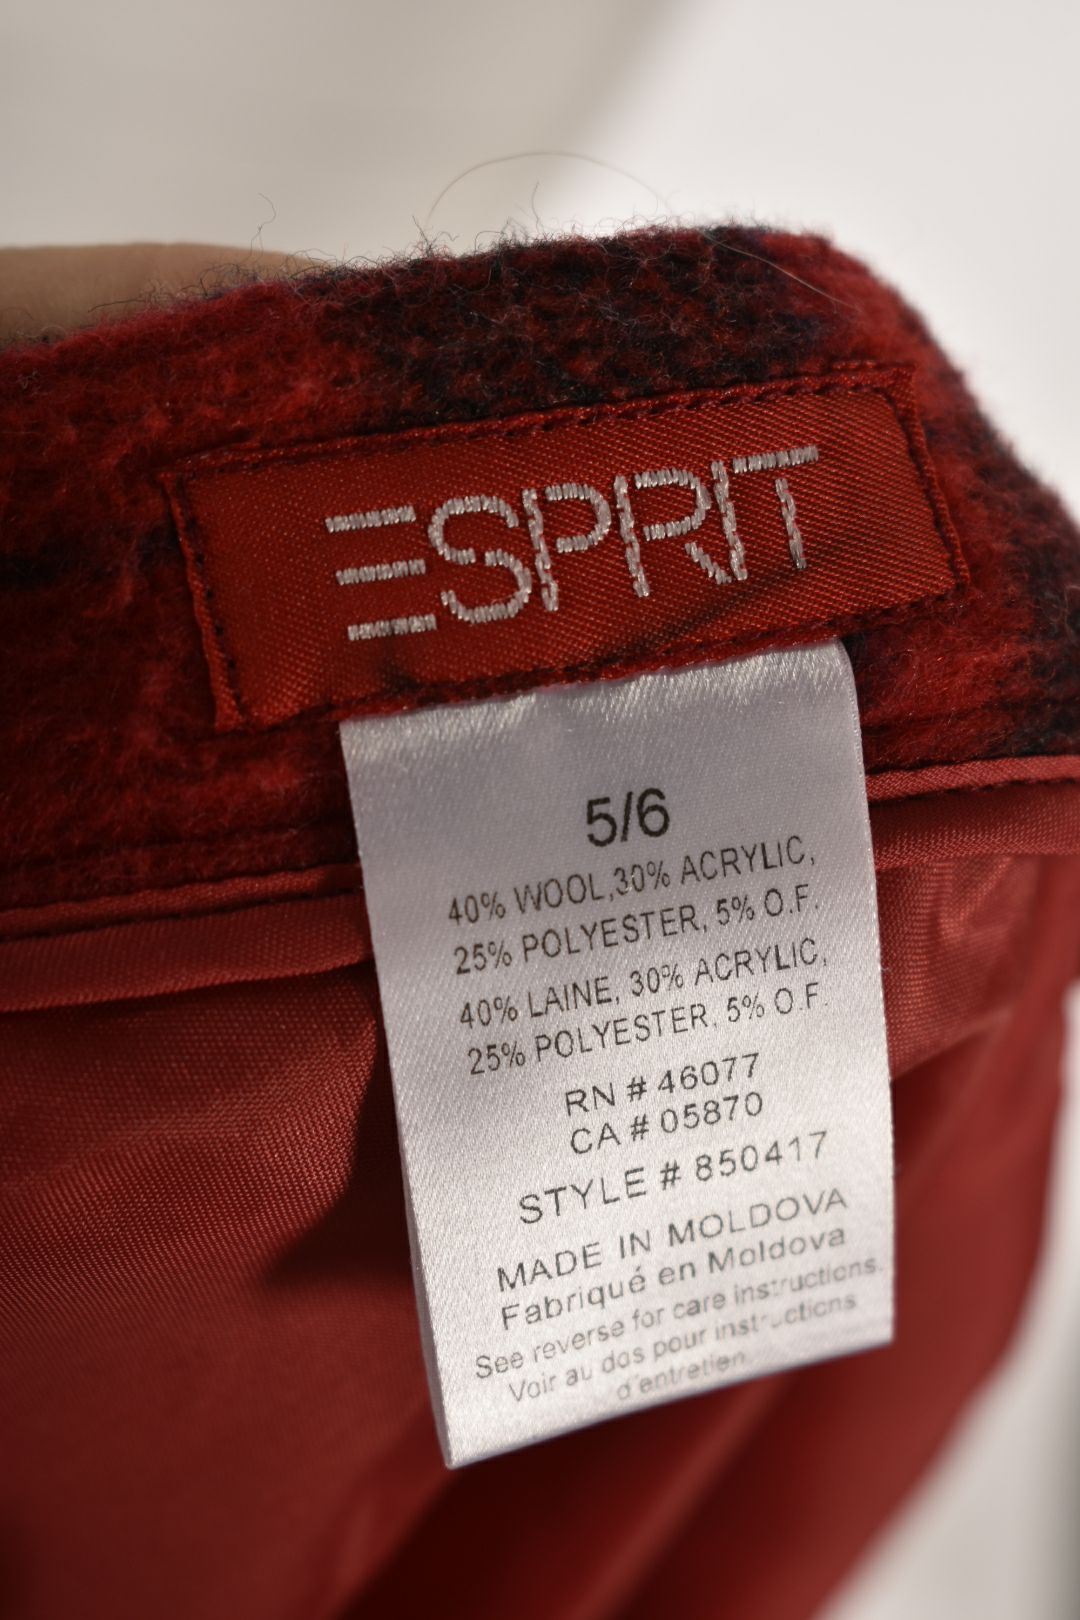 ESPRIT
5/6
40% WOOL,30% ACRYLIC,
25% POLYESTER, 5% O.F.
40% LAINE, 30% ACRYLIC,
25% POLYESTER, 5% O.F.
RN # 46077
CA # 05870
STYLE # 850417
MADE IN MOLDOVA
Fabriqué en Moldova
See reverse for care instructions.
Voir au dos pour instructions
d'entretien.